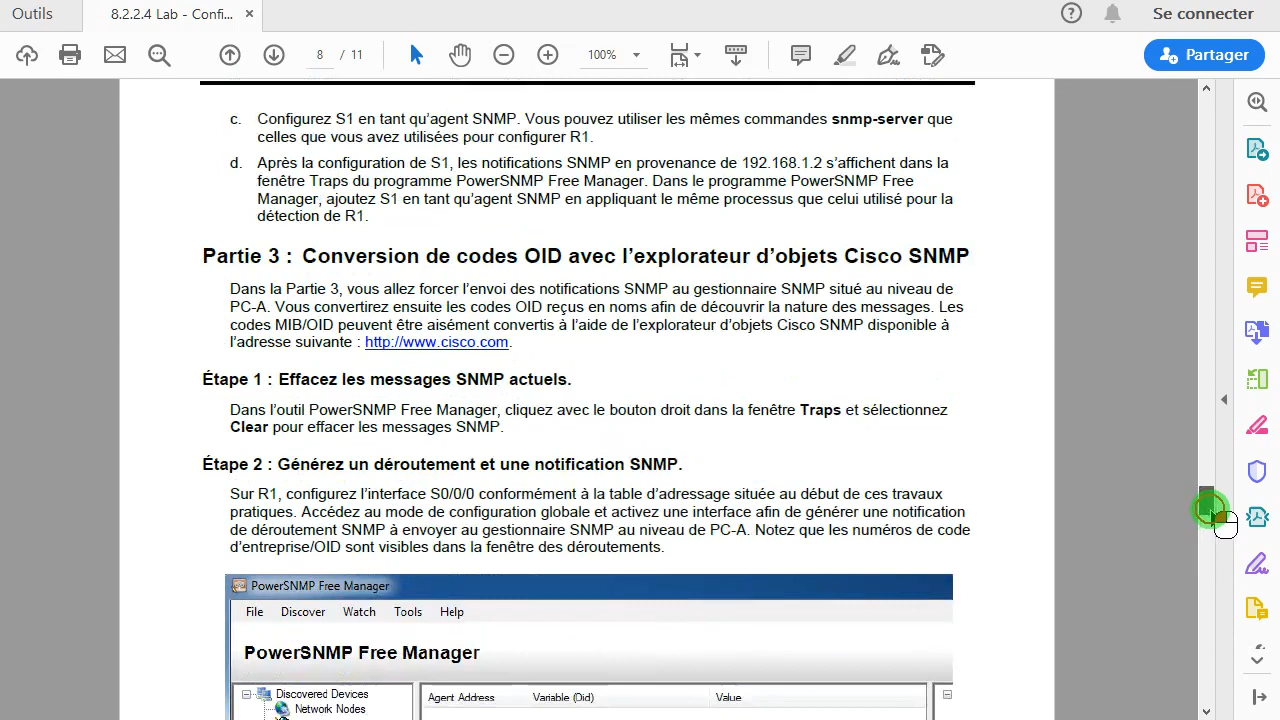 Outils
8.2.2.4 Lab - Confi...
Se connecter
8 / 11
100%
Partager
c. Configurez S1 en tant qu’agent SNMP. Vous pouvez utiliser les mêmes commandes snmp-server que
celles que vous avez utilisées pour configurer R1.
d. Après la configuration de S1, les notifications SNMP en provenance de 192.168.1.2 s’affichent dans la
fenêtre Traps du programme PowerSNMP Free Manager. Dans le programme PowerSNMP Free
Manager, ajoutez S1 en tant qu’agent SNMP en appliquant le même processus que celui utilisé pour la
détection de R1.
Partie 3 : Conversion de codes OID avec l’explorateur d’objets Cisco SNMP
Dans la Partie 3, vous allez forcer l’envoi des notifications SNMP au gestionnaire SNMP situé au niveau de
PC-A. Vous convertirez ensuite les codes OID reçus en noms afin de découvrir la nature des messages. Les
codes MIB/OID peuvent être aisément convertis à l’aide de l’explorateur d’objets Cisco SNMP disponible à
l’adresse suivante : http://www.cisco.com.
Étape 1 : Effacez les messages SNMP actuels.
Dans l’outil PowerSNMP Free Manager, cliquez avec le bouton droit dans la fenêtre Traps et sélectionnez
Clear pour effacer les messages SNMP.
Étape 2 : Générez un déroutement et une notification SNMP.
Sur R1, configurez l’interface S0/0/0 conformément à la table d’adressage située au début de ces travaux
pratiques. Accédez au mode de configuration globale et activez une interface afin de générer une notification
de déroutement SNMP à envoyer au gestionnaire SNMP au niveau de PC-A. Notez que les numéros de code
d’entreprise/OID sont visibles dans la fenêtre des déroutements.
PowerSNMP Free Manager
File Discover Watch Tools Help
PowerSNMP Free Manager
Discovered Devices
Agent Address Variable (Oid) Value
Network Nodes